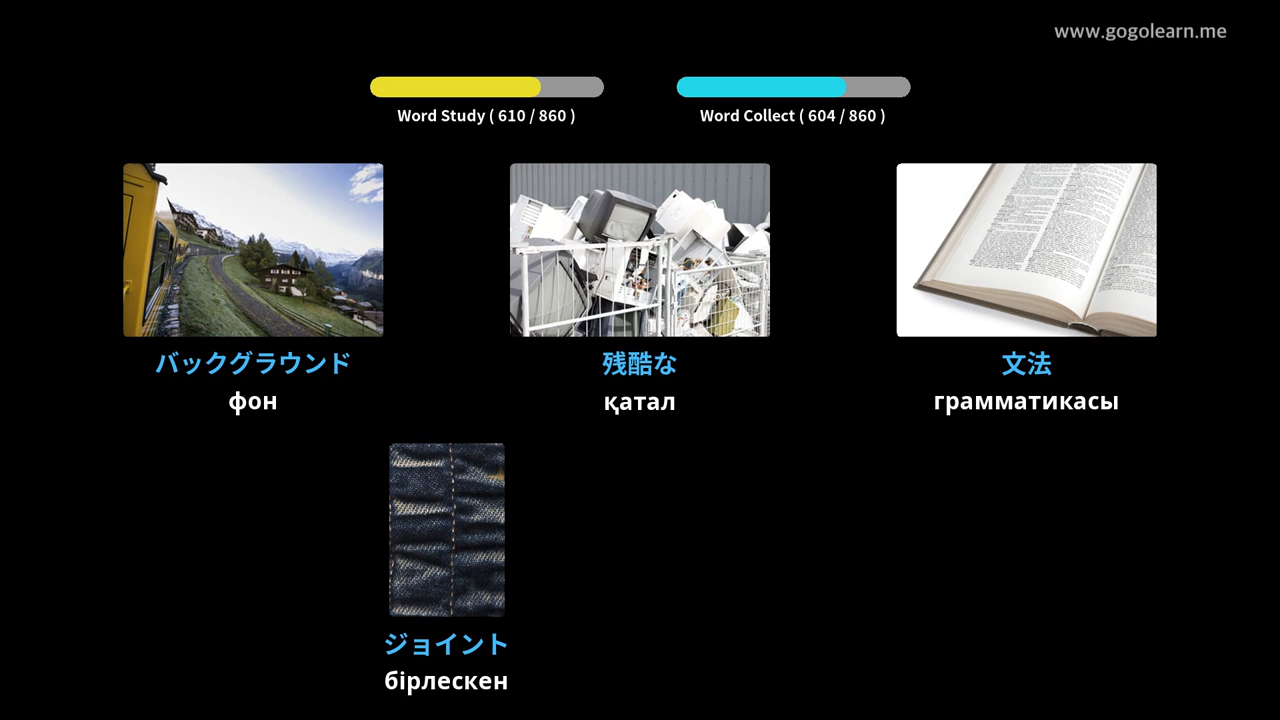 www.gogolearn.me
Word Study ( 610 / 860 )
Word Collect ( 604 / 860 )
バックグラウンド
фон
残酷な
қатал
文法
грамматикасы
ジョイント
бірлескен